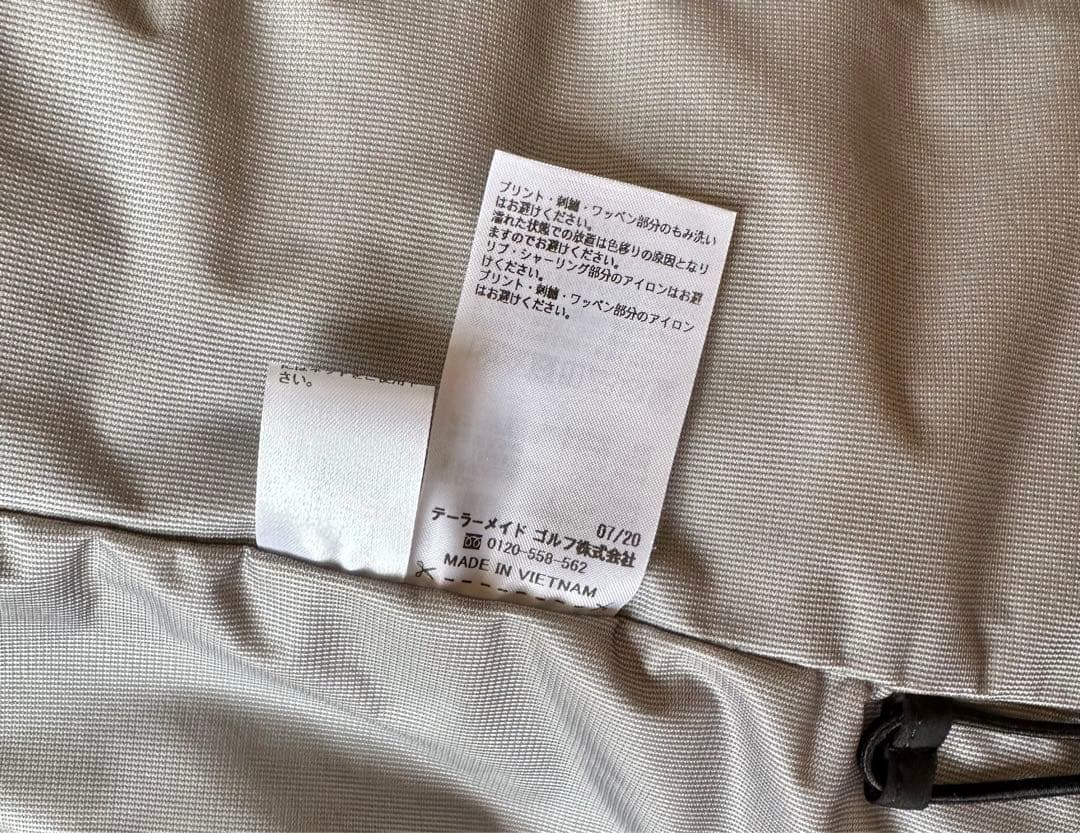 プリント・刺繍・ワッペン部分のもみ洗い
はお避けください。
濡れた状態での放置は色移りの原因となり
ますのでお避けください。
リブ・シャーリング部分のアイロンはお避
けください。
プリント・刺繍・ワッペン部分のアイロン
はお避けください。
さい。
07/20
テーラーメイド ゴルフ株式会社
0120-558-562
MADE IN VIETNAM